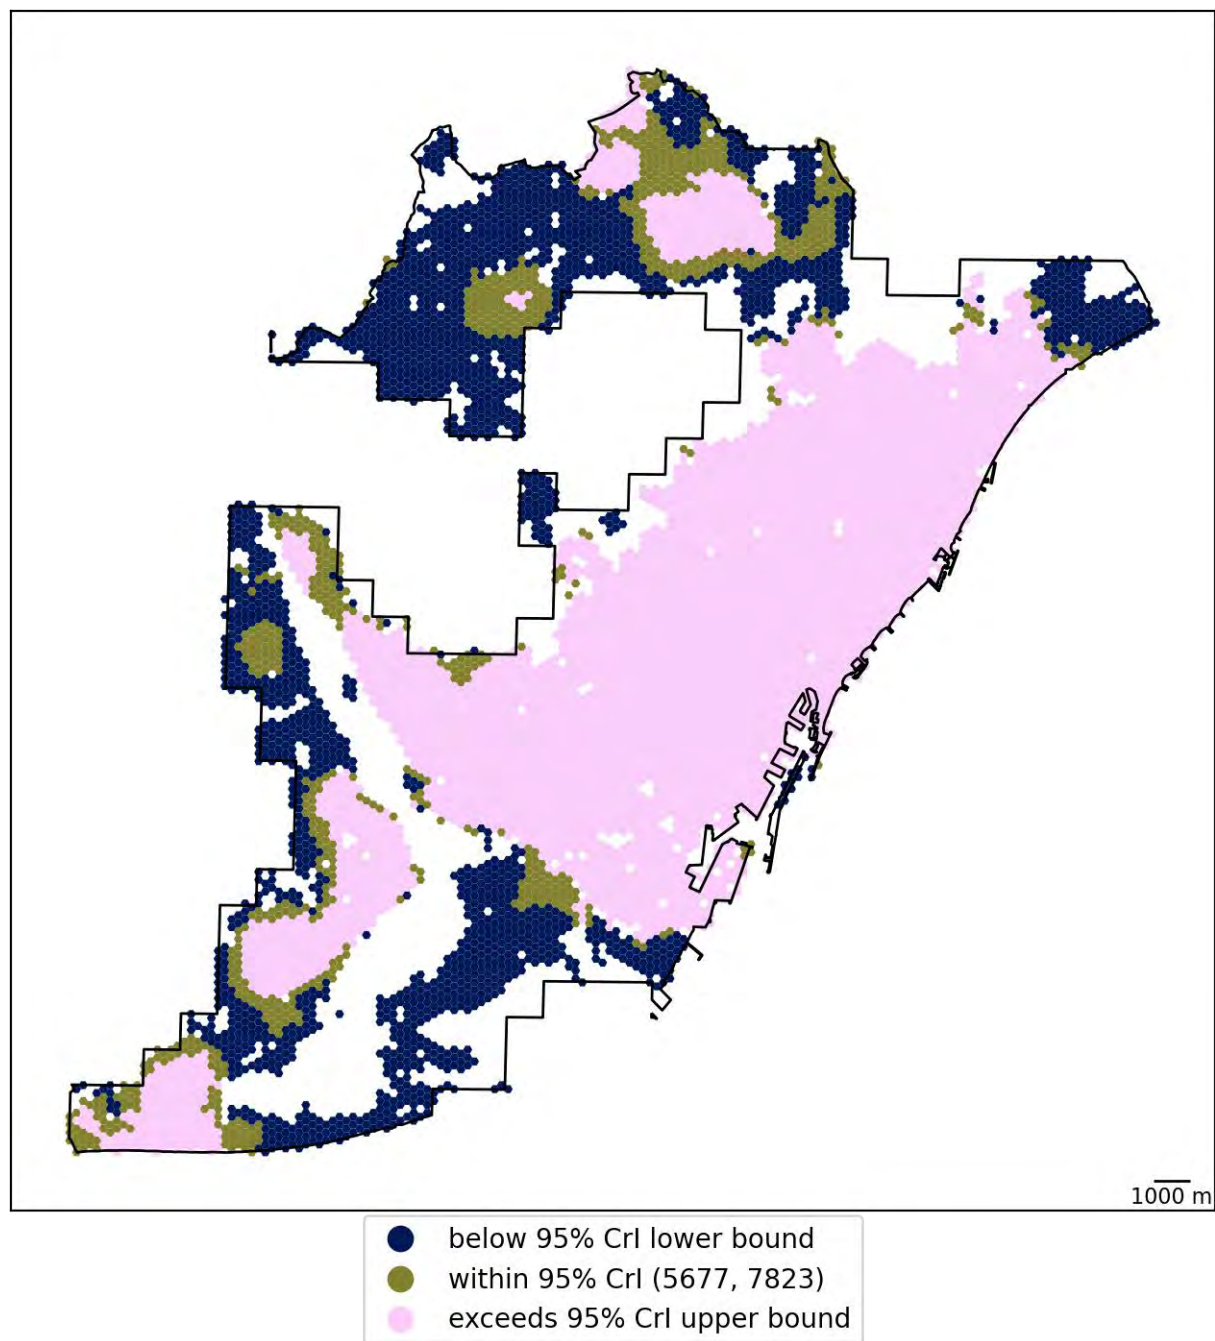 1000 m
below 95% CrI lower bound
within 95% CrI (5677, 7823)
exceeds 95% CrI upper bound